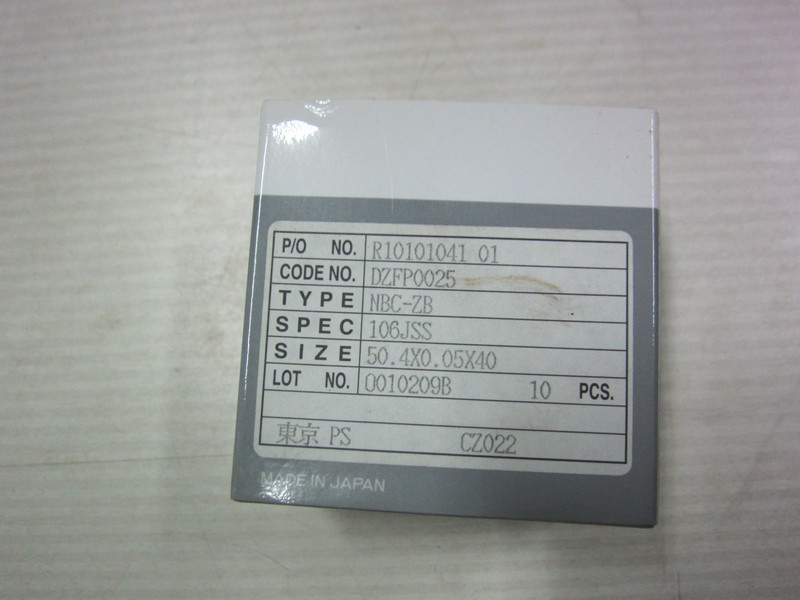 P/O NO. R10101041 01
CODE NO. DZFP0025
TYPE NBC-ZB
SPEC 106JSS
SIZE 50.4X0.05X40
LOT NO. 0010209B 10 PCS.
東京 PS CZ022
MADE IN JAPAN